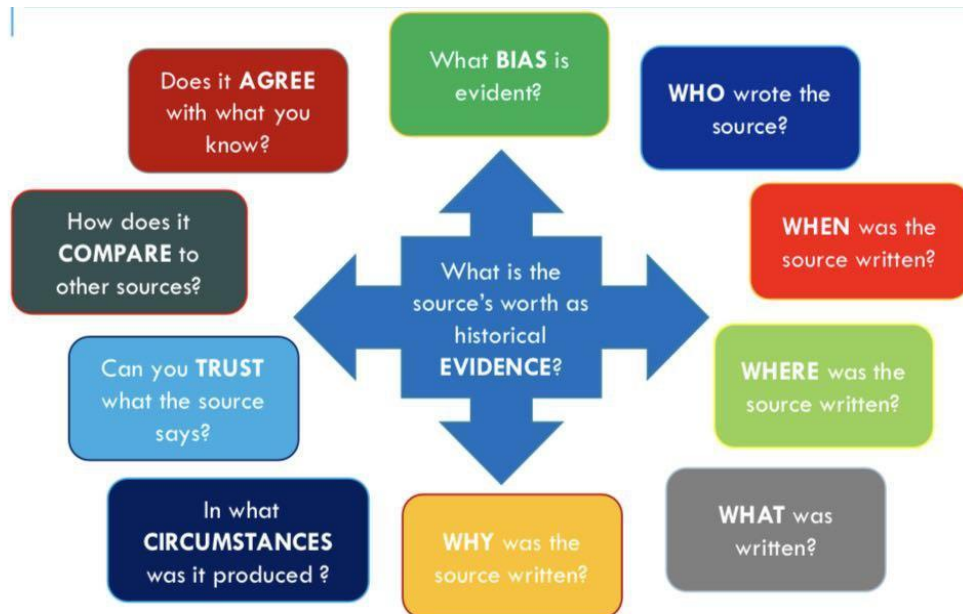 What BIAS is
evident?
WHO wrote the
source?
WHEN was the
source written?
WHERE was the
source written?
WHAT was
written?
WHY was the
source written?
In what
CIRCUMSTANCES
was it produced ?
Can you TRUST
what the source
says?
How does it
COMPARE to
other sources?
Does it AGREE
with what you
know?
What is the
source's worth as
historical
EVIDENCE?